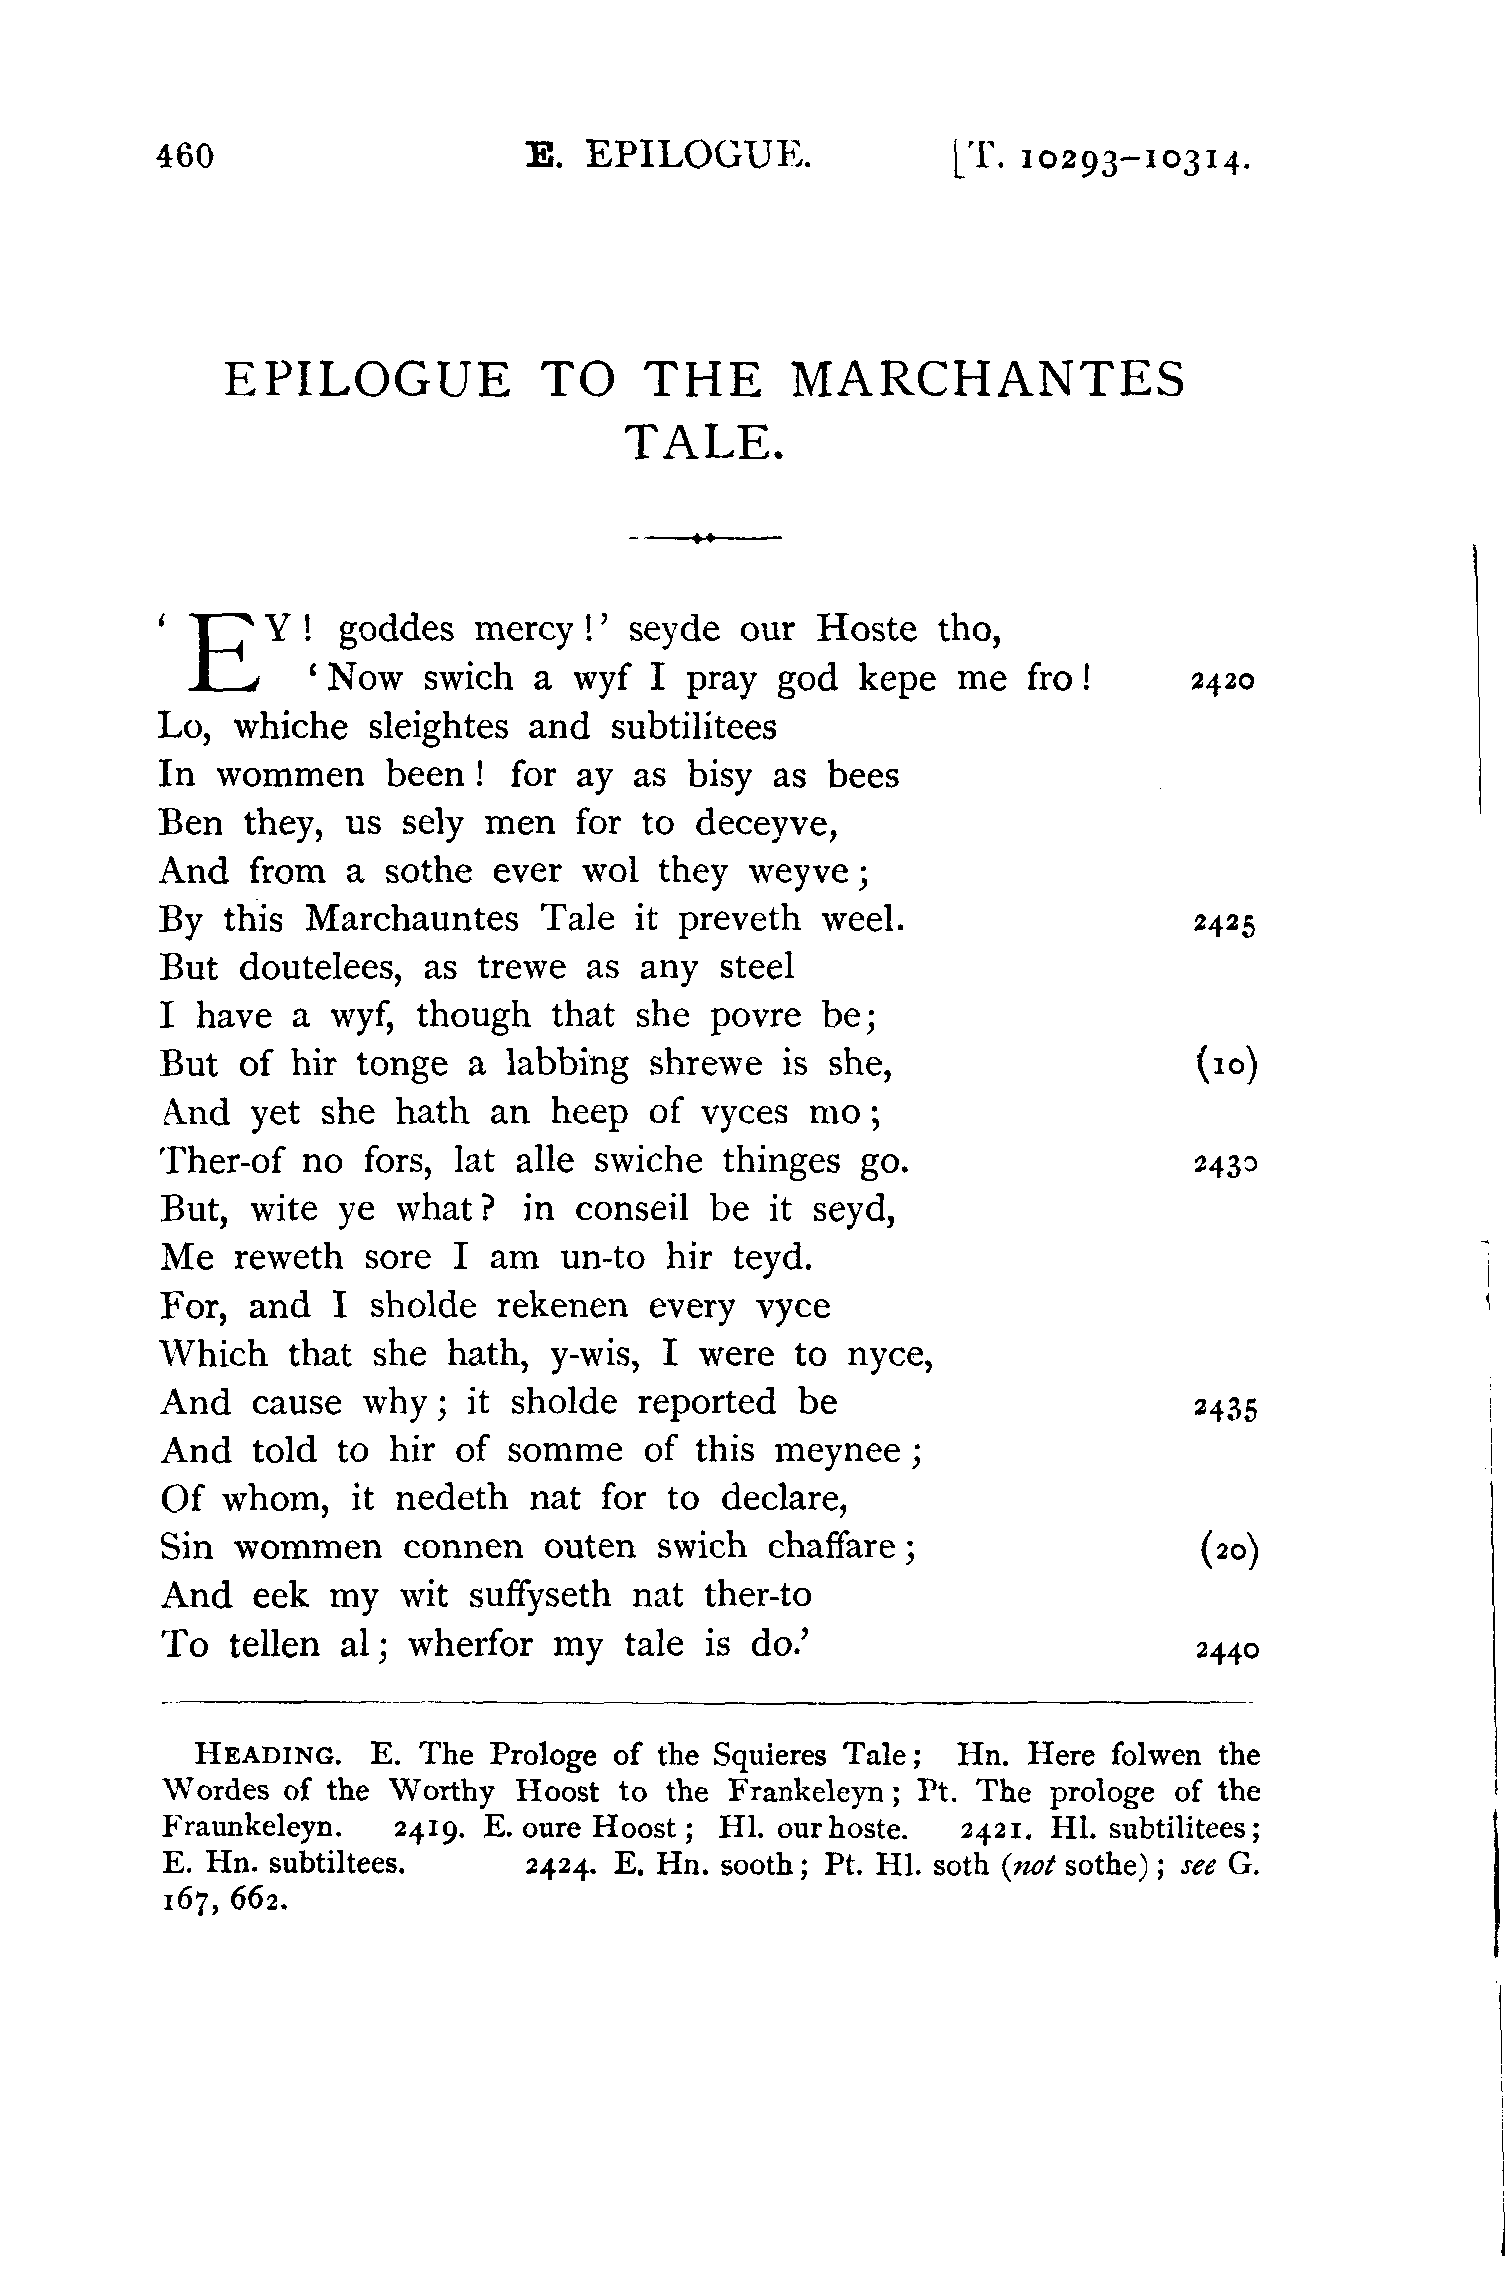 460 E. EPILOGUE. [T. 10293–10314.
EPILOGUE TO THE MARCHANTES
TALE.
‘EY! goddes mercy!’ seyde our Hoste tho,
‘Now swich a wyf I pray god kepe me fro! 2420
Lo, whiche sleightes and subtilitees
In wommen been! for ay as bisy as bees
Ben they, us sely men for to deceyve,
And from a sothe ever wol they weyve;
By this Marchauntes Tale it preveth weel. 2425
But doutelees, as trewe as any steel
I have a wyf, though that she povre be;
But of hir tonge a labbing shrewe is she, (10)
And yet she hath an heep of vyces mo;
Ther-of no fors, lat alle swiche thinges go. 2430
But, wite ye what? in conseil be it seyd,
Me reweth sore I am un-to hir teyd.
For, and I sholde rekenen every vyce
Which that she hath, y-wis, I were to nyce,
And cause why; it sholde reported be 2435
And told to hir of somme of this meynee;
Of whom, it nedeth nat for to declare,
Sin wommen connen outen swich chaffare; (20)
And eek my wit suffyseth nat ther-to
To tellen al; wherfor my tale is do.’ 2440
HEADING. E. The Prologe of the Squieres Tale; Hn. Here folwen the
Wordes of the Worthy Hoost to the Frankeleyn; Pt. The prologe of the
Fraunkeleyn. 2419. E. oure Hoost; Hl. our hoste. 2421. Hl. subtilitees;
E. Hn. subtiltees. 2424. E. Hn. sooth; Pt. Hl. soth (not sothe); see G.
167, 662.